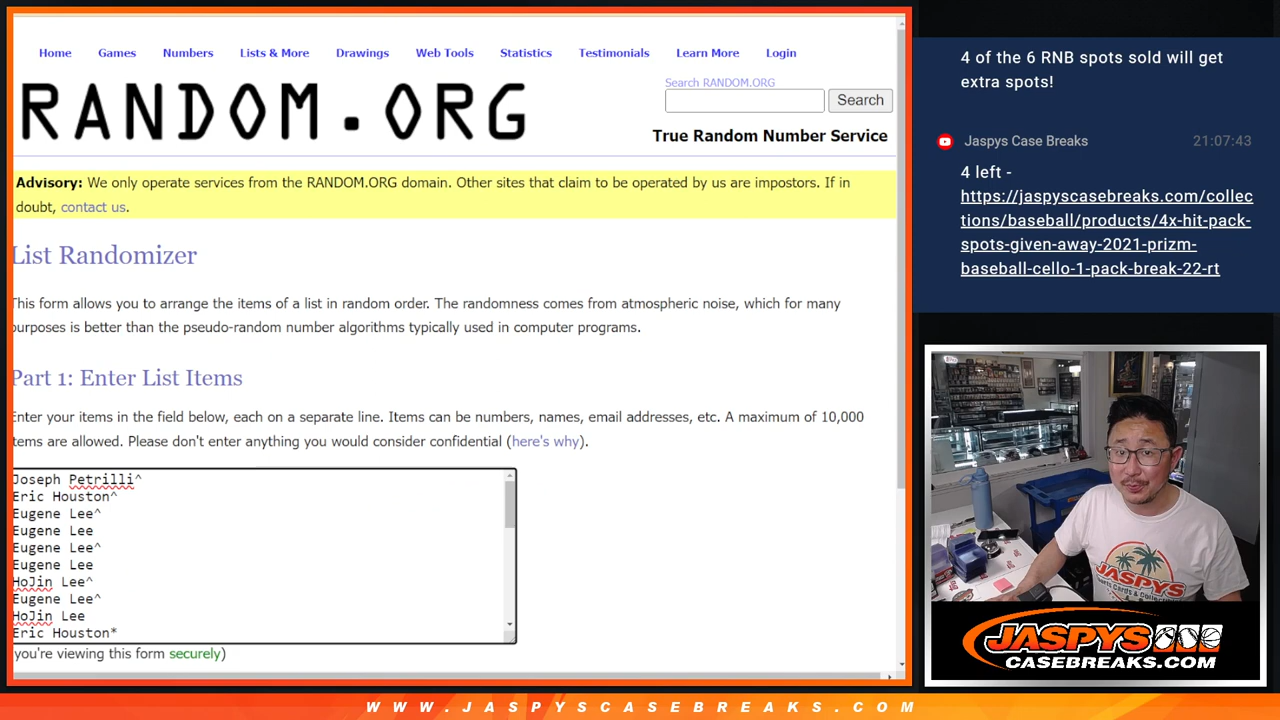 Home Games Numbers Lists & More Drawings Web Tools Statistics Testimonials Learn More Login
RANDOM.ORG
Search RANDOM.ORG
Search
True Random Number Service
Advisory: We only operate services from the RANDOM.ORG domain. Other sites that claim to be operated by us are impostors. If in
doubt, contact us.
List Randomizer
This form allows you to arrange the items of a list in random order. The randomness comes from atmospheric noise, which for many
purposes is better than the pseudo-random number algorithms typically used in computer programs.
Part 1: Enter List Items
Enter your items in the field below, each on a separate line. Items can be numbers, names, email addresses, etc. A maximum of 10,000
items are allowed. Please don't enter anything you would consider confidential (here's why).
Joseph Petrilli^
Eric Houston^
Eugene Lee^
Eugene Lee
Eugene Lee^
Eugene Lee
HoJin Lee^
Eugene Lee^
HoJin Lee
Eric Houston*
you're viewing this form securely)
4 of the 6 RNB spots sold will get
extra spots!
Jaspys Case Breaks 21:07:43
4 left -
https://jaspyscasebreaks.com/collec
tions/baseball/products/4x-hit-pack-
spots-given-away-2021-prizm-
baseball-cello-1-pack-break-22-rt
JASPYS
JASPYS
CASEBREAKS.COM
WWW.JASPYSCASEBREAKS.COM